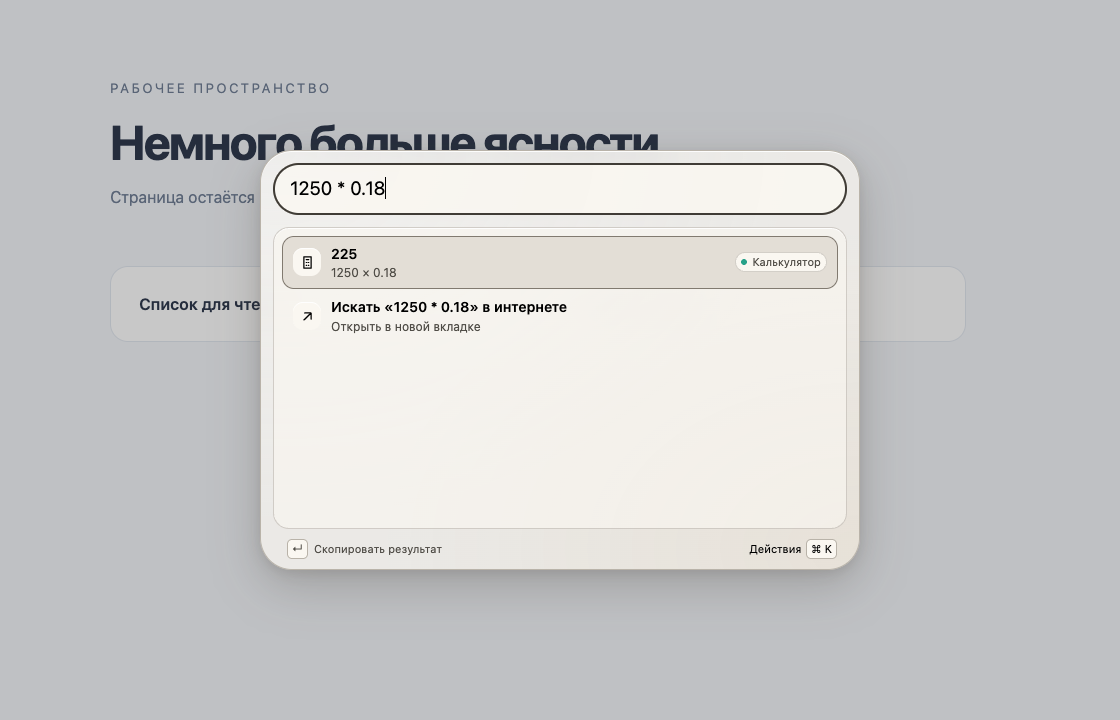 РАБОЧЕЕ ПРОСТРАНСТВО
Немного больше ясности
Страница остаётся
1250 * 0.18
Список для чте
225
1250 × 0.18
Калькулятор
Искать «1250 * 0.18» в интернете
Открыть в новой вкладке
↵ Скопировать результат
Действия ⌘ K